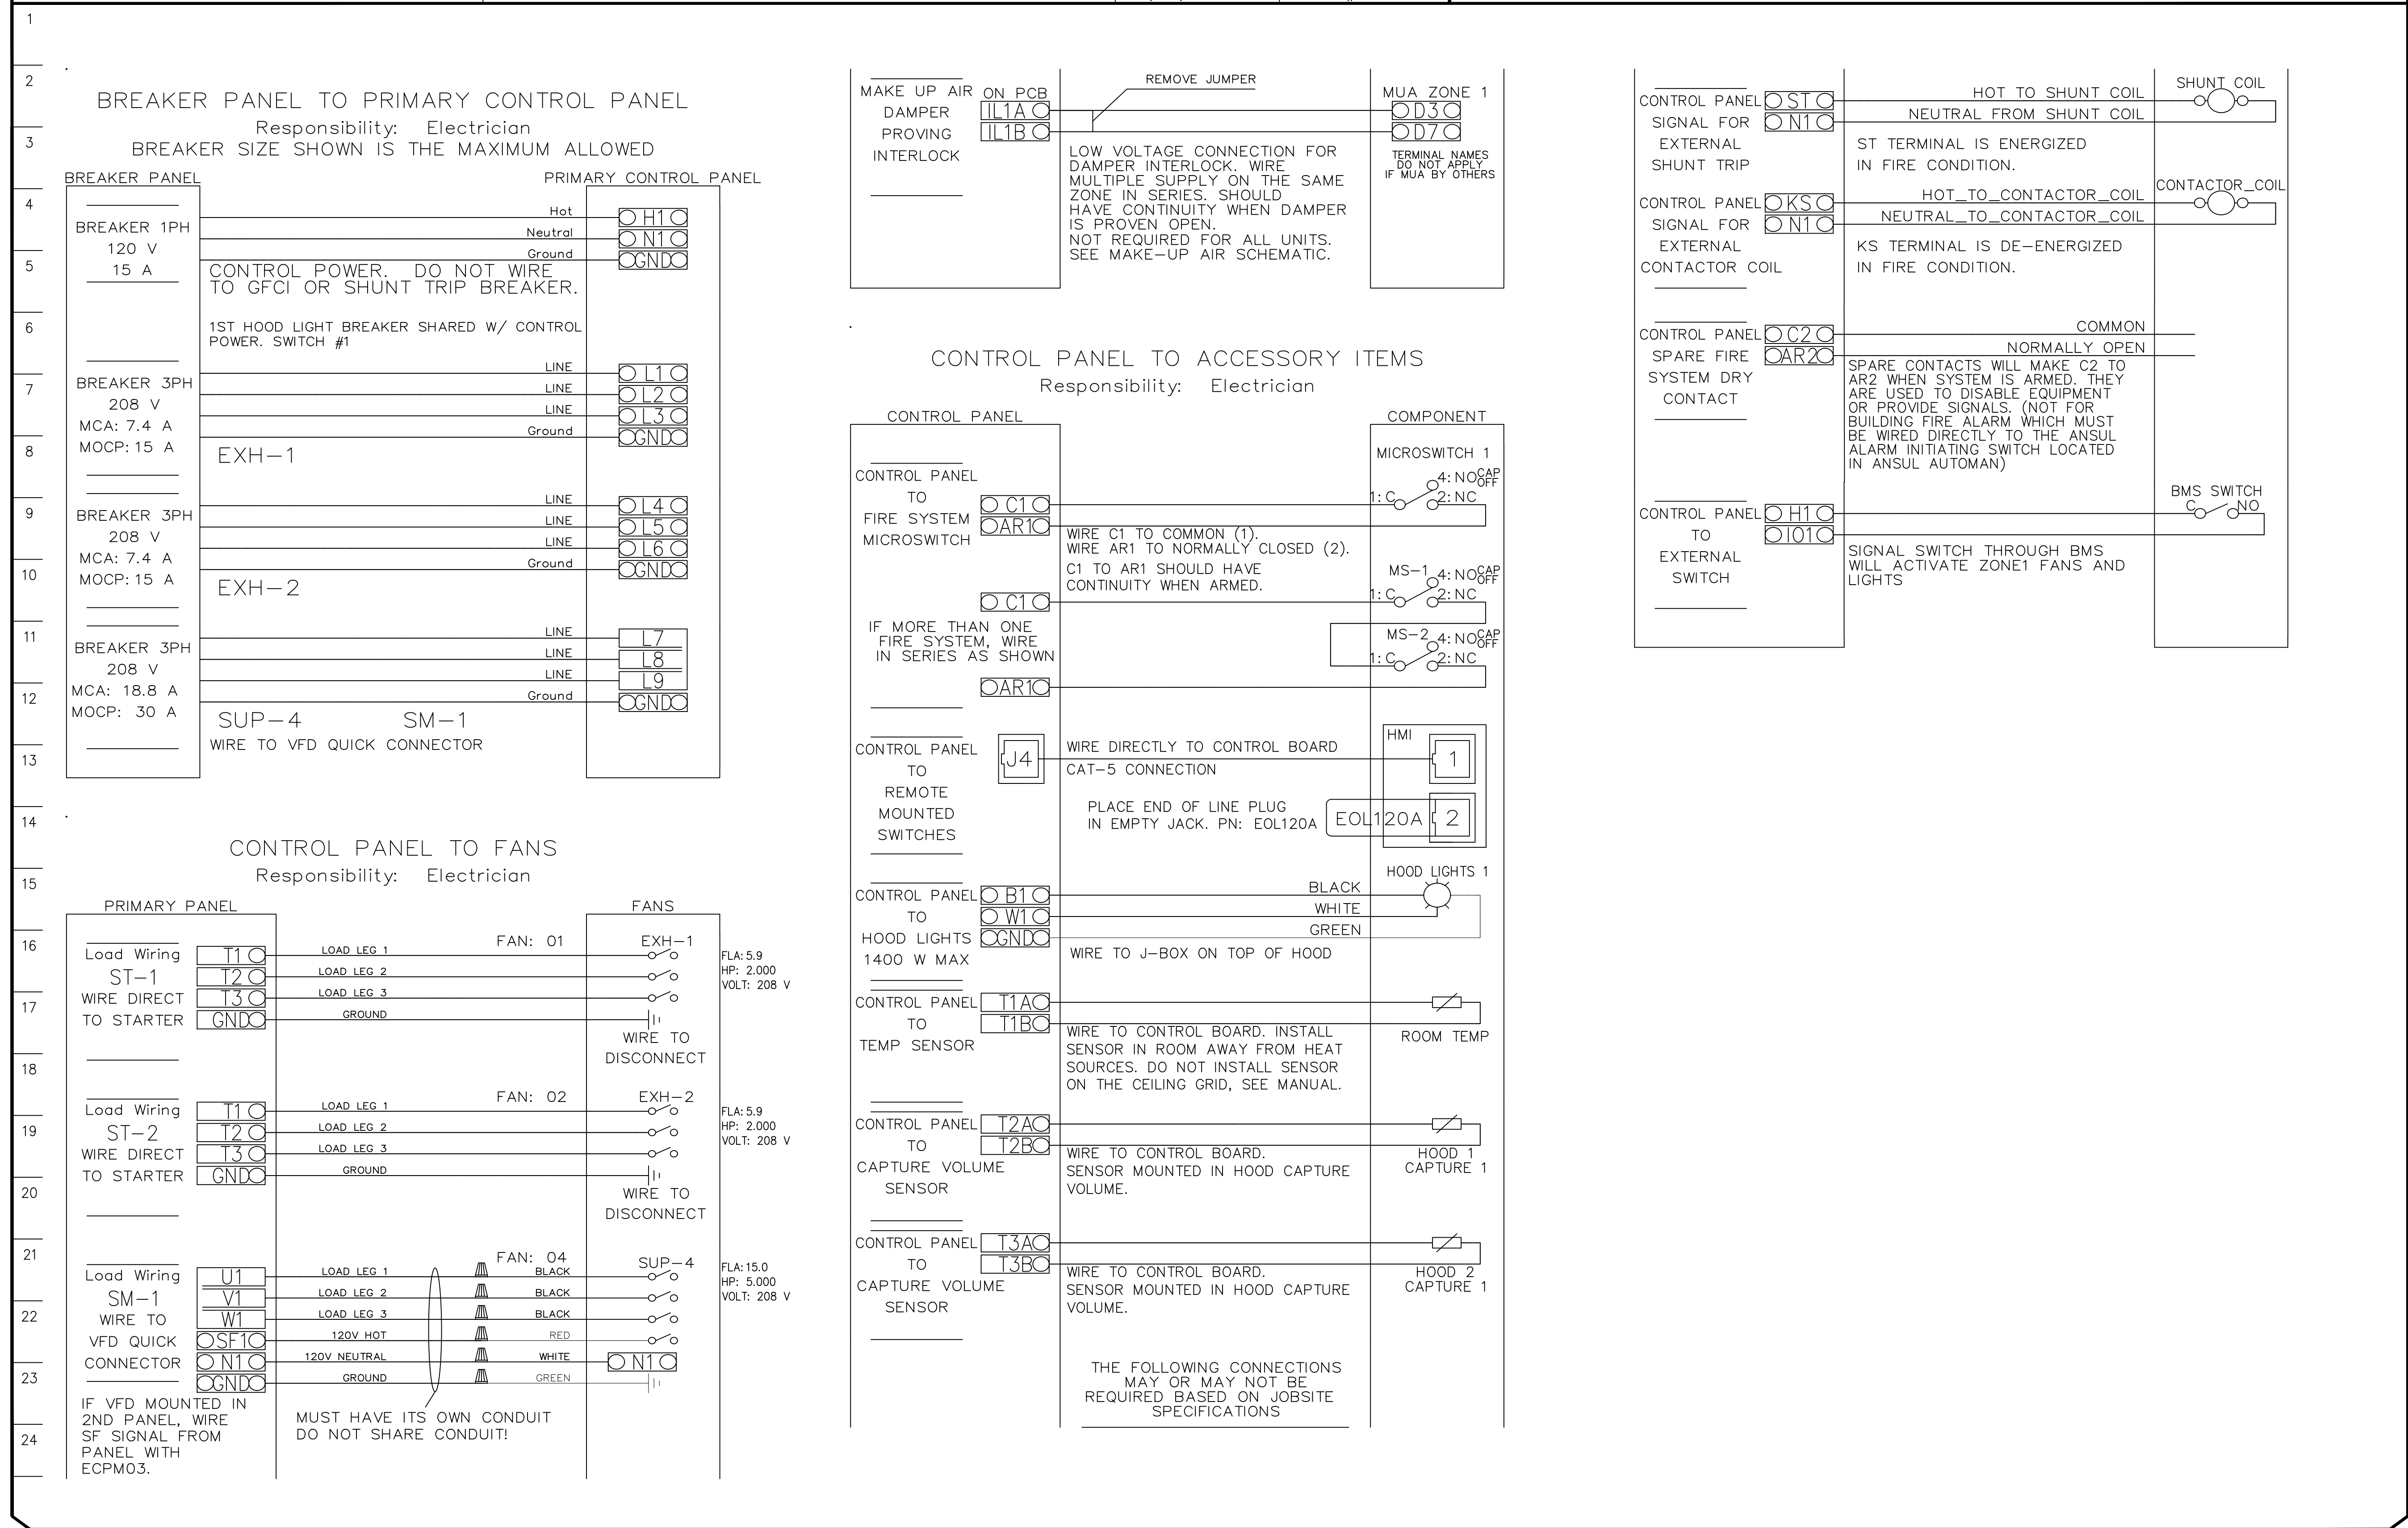 1
2
3
4
5
6
7
8
9
10
11
12
13
14
15
16
17
18
19
20
21
22
23
24
BREAKER PANEL TO PRIMARY CONTROL PANEL
Responsibility: Electrician
BREAKER SIZE SHOWN IS THE MAXIMUM ALLOWED
BREAKER PANEL
PRIMARY CONTROL PANEL
BREAKER 1PH
120 V
15 A
Hot
H1
Neutral
N1
Ground
GND
CONTROL POWER. DO NOT WIRE
TO GFCI OR SHUNT TRIP BREAKER.
1ST HOOD LIGHT BREAKER SHARED W/ CONTROL
POWER. SWITCH #1
BREAKER 3PH
208 V
MCA: 7.4 A
MOCP: 15 A
LINE
L1
LINE
L2
LINE
L3
Ground
GND
EXH-1
BREAKER 3PH
208 V
MCA: 7.4 A
MOCP: 15 A
LINE
L4
LINE
L5
LINE
L6
Ground
GND
EXH-2
BREAKER 3PH
208 V
MCA: 18.8 A
MOCP: 30 A
LINE
L7
LINE
L8
LINE
L9
Ground
GND
SUP-4 SM-1
WIRE TO VFD QUICK CONNECTOR
CONTROL PANEL TO FANS
Responsibility: Electrician
PRIMARY PANEL
FANS
Load Wiring
ST-1
WIRE DIRECT
TO STARTER
T1
T2
T3
GND
LOAD LEG 1
LOAD LEG 2
LOAD LEG 3
GROUND
FAN: 01
EXH-1
WIRE TO
DISCONNECT
FLA: 5.9
HP: 2.000
VOLT: 208 V
Load Wiring
ST-2
WIRE DIRECT
TO STARTER
T1
T2
T3
GND
LOAD LEG 1
LOAD LEG 2
LOAD LEG 3
GROUND
FAN: 02
EXH-2
WIRE TO
DISCONNECT
FLA: 5.9
HP: 2.000
VOLT: 208 V
Load Wiring
SM-1
WIRE TO
VFD QUICK
CONNECTOR
U1
V1
W1
SF1
N1
GND
LOAD LEG 1
LOAD LEG 2
LOAD LEG 3
120V HOT
120V NEUTRAL
GROUND
FAN: 04
BLACK
BLACK
BLACK
RED
WHITE
GREEN
SUP-4
N1
FLA: 15.0
HP: 5.000
VOLT: 208 V
IF VFD MOUNTED IN
2ND PANEL, WIRE
SF SIGNAL FROM
PANEL WITH
ECPM03.
MUST HAVE ITS OWN CONDUIT
DO NOT SHARE CONDUIT!
MAKE UP AIR
DAMPER
PROVING
INTERLOCK
ON PCB
IL1A
IL1B
REMOVE JUMPER
MUA ZONE 1
D3
D7
TERMINAL NAMES
DO NOT APPLY
IF MUA BY OTHERS
LOW VOLTAGE CONNECTION FOR
DAMPER INTERLOCK. WIRE
MULTIPLE SUPPLY ON THE SAME
ZONE IN SERIES. SHOULD
HAVE CONTINUITY WHEN DAMPER
IS PROVEN OPEN.
NOT REQUIRED FOR ALL UNITS.
SEE MAKE-UP AIR SCHEMATIC.
CONTROL PANEL TO ACCESSORY ITEMS
Responsibility: Electrician
CONTROL PANEL
COMPONENT
CONTROL PANEL
TO
FIRE SYSTEM
MICROSWITCH
C1
AR1
MICROSWITCH 1
4: NO CAP OFF
1: C
2: NC
WIRE C1 TO COMMON (1).
WIRE AR1 TO NORMALLY CLOSED (2).
C1 TO AR1 SHOULD HAVE
CONTINUITY WHEN ARMED.
C1
MS-1
4: NO CAP OFF
1: C
2: NC
IF MORE THAN ONE
FIRE SYSTEM, WIRE
IN SERIES AS SHOWN
MS-2
4: NO CAP OFF
1: C
2: NC
AR1
CONTROL PANEL
TO
REMOTE
MOUNTED
SWITCHES
J4
WIRE DIRECTLY TO CONTROL BOARD
CAT-5 CONNECTION
HMI
1
PLACE END OF LINE PLUG
IN EMPTY JACK. PN: EOL120A
EOL120A
2
CONTROL PANEL
TO
HOOD LIGHTS
1400 W MAX
B1
W1
GND
BLACK
WHITE
GREEN
HOOD LIGHTS 1
WIRE TO J-BOX ON TOP OF HOOD
CONTROL PANEL
TO
TEMP SENSOR
T1A
T1B
WIRE TO CONTROL BOARD. INSTALL
SENSOR IN ROOM AWAY FROM HEAT
SOURCES. DO NOT INSTALL SENSOR
ON THE CEILING GRID, SEE MANUAL.
ROOM TEMP
CONTROL PANEL
TO
CAPTURE VOLUME
SENSOR
T2A
T2B
WIRE TO CONTROL BOARD.
SENSOR MOUNTED IN HOOD CAPTURE
VOLUME.
HOOD 1
CAPTURE 1
CONTROL PANEL
TO
CAPTURE VOLUME
SENSOR
T3A
T3B
WIRE TO CONTROL BOARD.
SENSOR MOUNTED IN HOOD CAPTURE
VOLUME.
HOOD 2
CAPTURE 1
THE FOLLOWING CONNECTIONS
MAY OR MAY NOT BE
REQUIRED BASED ON JOBSITE
SPECIFICATIONS
CONTROL PANEL
SIGNAL FOR
EXTERNAL
SHUNT TRIP
ST
N1
HOT TO SHUNT COIL
NEUTRAL FROM SHUNT COIL
SHUNT COIL
ST TERMINAL IS ENERGIZED
IN FIRE CONDITION.
CONTROL PANEL
SIGNAL FOR
EXTERNAL
CONTACTOR COIL
KS
N1
HOT_TO_CONTACTOR_COIL
NEUTRAL_TO_CONTACTOR_COIL
CONTACTOR_COIL
KS TERMINAL IS DE-ENERGIZED
IN FIRE CONDITION.
CONTROL PANEL
SPARE FIRE
SYSTEM DRY
CONTACT
C2
AR2
COMMON
NORMALLY OPEN
SPARE CONTACTS WILL MAKE C2 TO
AR2 WHEN SYSTEM IS ARMED. THEY
ARE USED TO DISABLE EQUIPMENT
OR PROVIDE SIGNALS. (NOT FOR
BUILDING FIRE ALARM WHICH MUST
BE WIRED DIRECTLY TO THE ANSUL
ALARM INITIATING SWITCH LOCATED
IN ANSUL AUTOMAN)
CONTROL PANEL
TO
EXTERNAL
SWITCH
H1
IO1
BMS SWITCH
C
NO
SIGNAL SWITCH THROUGH BMS
WILL ACTIVATE ZONE1 FANS AND
LIGHTS